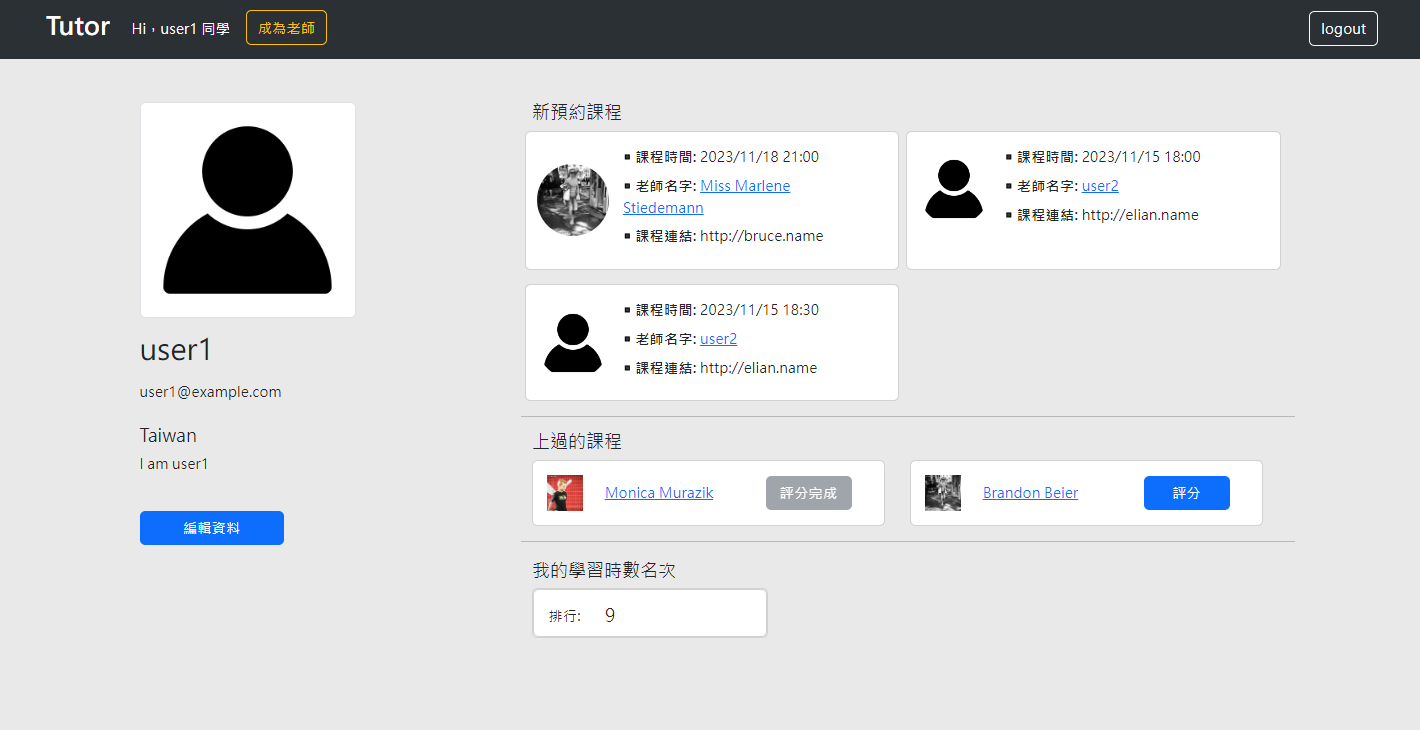 Tutor
Hi，user1 同學
成為老師
logout
user1
user1@example.com
Taiwan
I am user1
編輯資料
新預約課程
▪ 課程時間: 2023/11/18 21:00
▪ 老師名字: Miss Marlene
Stiedemann
▪ 課程連結: http://bruce.name
▪ 課程時間: 2023/11/15 18:00
▪ 老師名字: user2
▪ 課程連結: http://elian.name
▪ 課程時間: 2023/11/15 18:30
▪ 老師名字: user2
▪ 課程連結: http://elian.name
上過的課程
Monica Murazik
評分完成
Brandon Beier
評分
我的學習時數名次
排行: 9